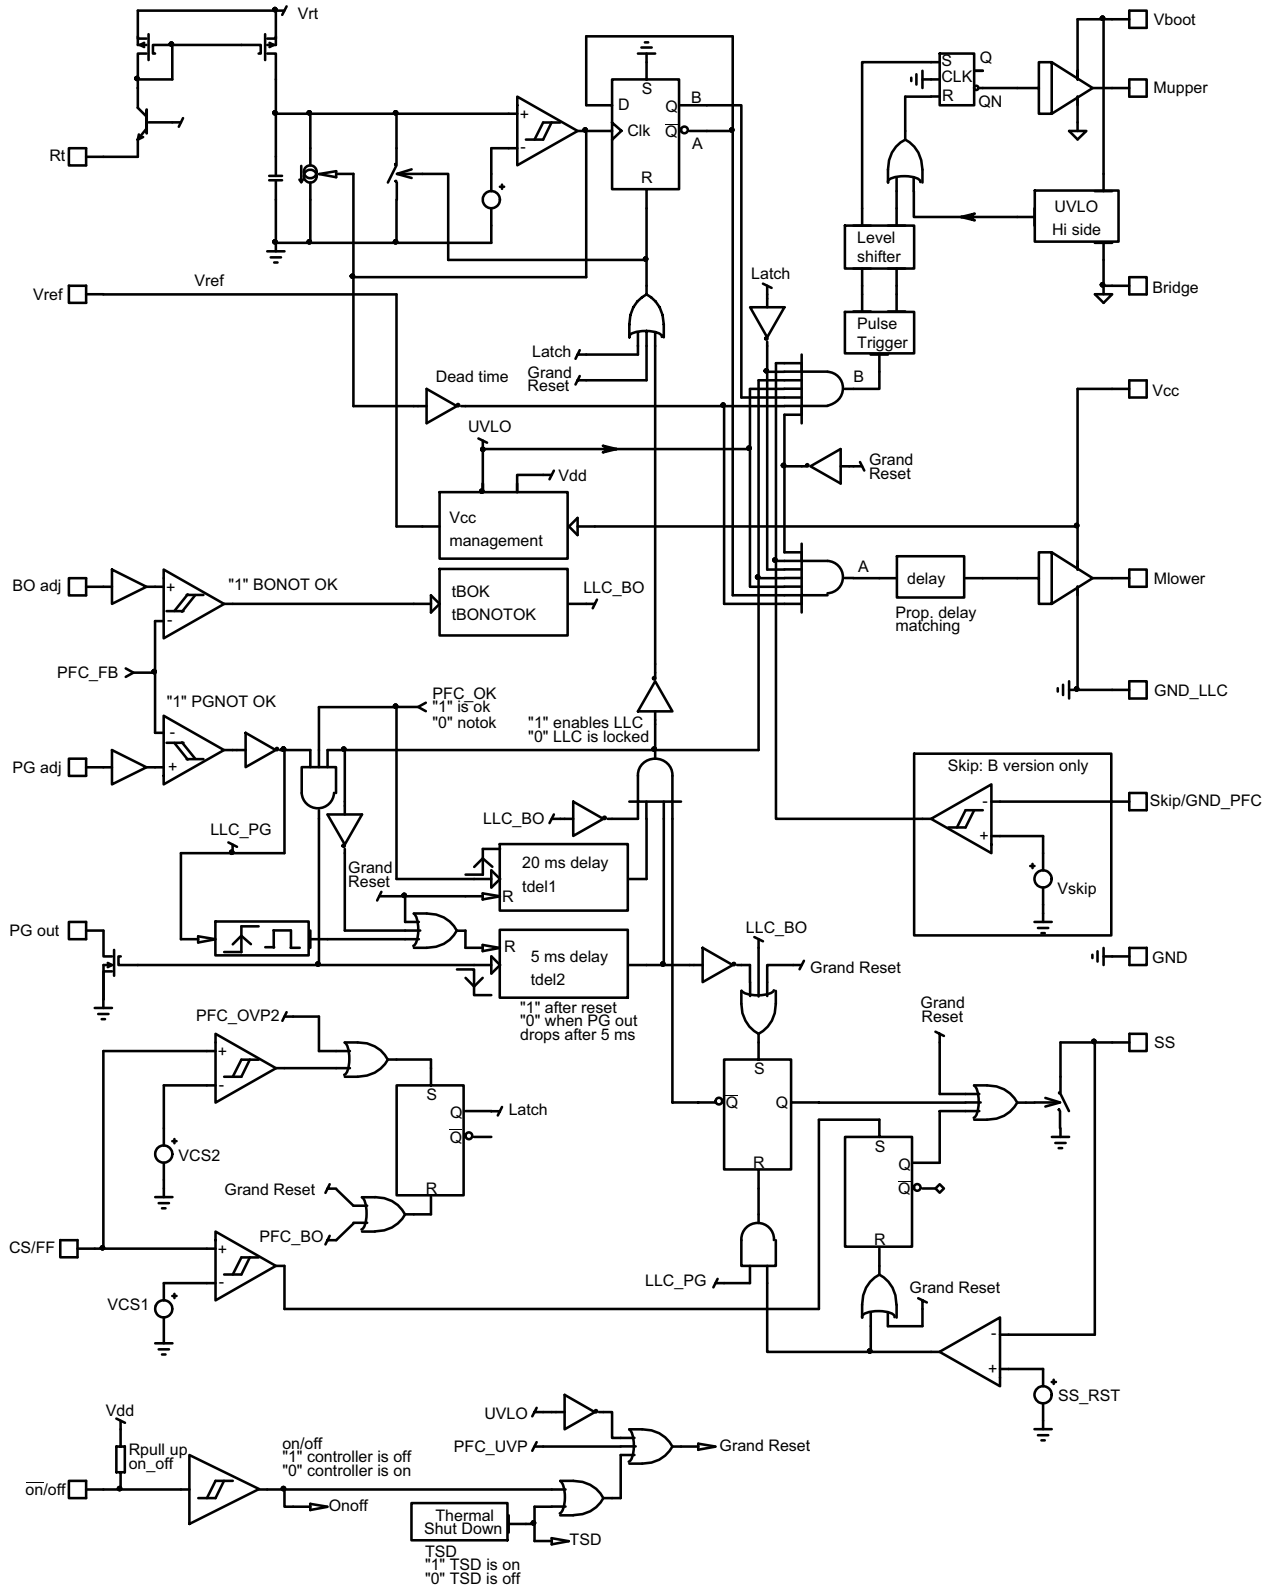 Vrt
Rt
+
-
+
D
Clk
S
Q
Q
R
B
A
S
CLK
R
Q
QN
Vboot
Mupper
UVLO
Hi side
Bridge
Level
shifter
Pulse
Trigger
Vref
Vref
Latch
Latch
Grand
Reset
Dead time
B
Vcc
UVLO
Vdd
Vcc
management
Grand
Reset
BO adj
+
-
"1" BONOT OK
tBOK
tBONOTOK
LLC_BO
A
delay
Prop. delay
matching
Mlower
PFC_FB
"1" PGNOT OK
PG adj
-
+
PFC_OK
"1" is ok
"0" notok
"1" enables LLC
"0" LLC is locked
GND_LLC
Skip: B version only
-
+
+
Vskip
Skip/GND_PFC
LLC_PG
LLC_BO
Grand
Reset
20 ms delay
tdel1
R
PG out
R
5 ms delay
tdel2
"1" after reset
"0" when PG out
drops after 5 ms
LLC_BO
Grand Reset
GND
Grand
Reset
SS
PFC_OVP2
+
-
+
VCS2
S
Q
Q
R
Latch
S
Q
Q
R
S
Q
Q
R
Grand Reset
PFC_BO
CS/FF
+
-
+
VCS1
LLC_PG
Grand Reset
-
+
+
SS_RST
Vdd
Rpull up
on_off
on/off
on/off
"1" controller is off
"0" controller is on
Onoff
UVLO
PFC_UVP
Grand Reset
Thermal
Shut Down
TSD
TSD
"1" TSD is on
"0" TSD is off